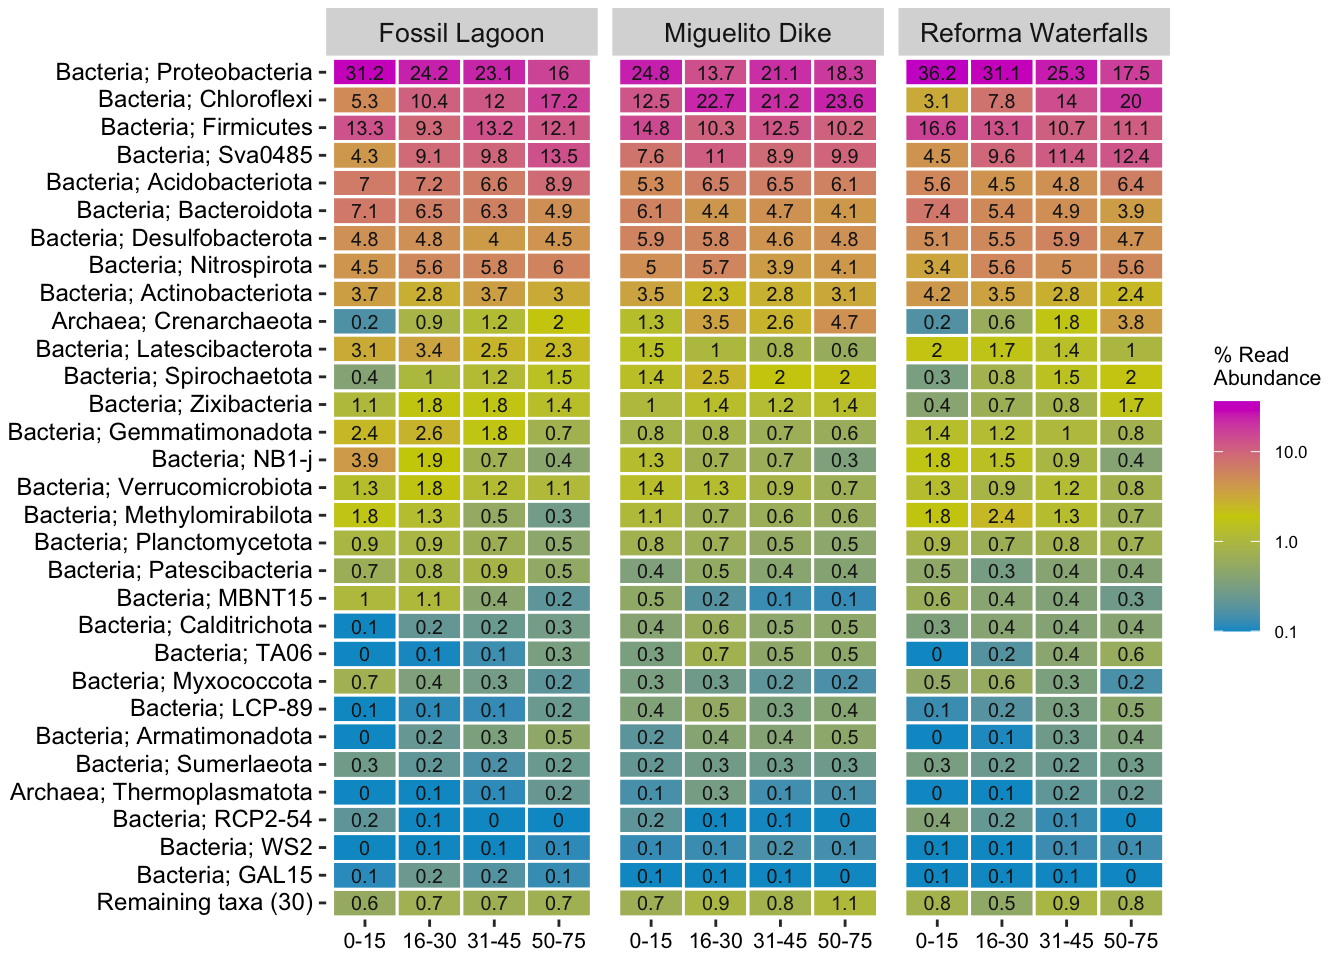 Fossil Lagoon Miguelito Dike Reforma Waterfalls
Bacteria; Proteobacteria 31.2 24.2 23.1 16 24.8 13.7 21.1 18.3 36.2 31.1 25.3 17.5
Bacteria; Chloroflexi 5.3 10.4 12 17.2 12.5 22.7 21.2 23.6 3.1 7.8 14 20
Bacteria; Firmicutes 13.3 9.3 13.2 12.1 14.8 10.3 12.5 10.2 16.6 13.1 10.7 11.1
Bacteria; Sva0485 4.3 9.1 9.8 13.5 7.6 11 8.9 9.9 4.5 9.6 11.4 12.4
Bacteria; Acidobacteriota 7 7.2 6.6 8.9 5.3 6.5 6.5 6.1 5.6 4.5 4.8 6.4
Bacteria; Bacteroidota 7.1 6.5 6.3 4.9 6.1 4.4 4.7 4.1 7.4 5.4 4.9 3.9
Bacteria; Desulfobacterota 4.8 4.8 4 4.5 5.9 5.8 4.6 4.8 5.1 5.5 5.9 4.7
Bacteria; Nitrospirota 4.5 5.6 5.8 6 5 5.7 3.9 4.1 3.4 5.6 5 5.6
Bacteria; Actinobacteriota 3.7 2.8 3.7 3 3.5 2.3 2.8 3.1 4.2 3.5 2.8 2.4
Archaea; Crenarchaeota 0.2 0.9 1.2 2 1.3 3.5 2.6 4.7 0.2 0.6 1.8 3.8
Bacteria; Latescibacterota 3.1 3.4 2.5 2.3 1.5 1 0.8 0.6 2 1.7 1.4 1
Bacteria; Spirochaetota 0.4 1 1.2 1.5 1.4 2.5 2 2 0.3 0.8 1.5 2
Bacteria; Zixibacteria 1.1 1.8 1.8 1.4 1 1.4 1.2 1.4 0.4 0.7 0.8 1.7
Bacteria; Gemmatimonadota 2.4 2.6 1.8 0.7 0.8 0.8 0.7 0.6 1.4 1.2 1 0.8
Bacteria; NB1-j 3.9 1.9 0.7 0.4 1.3 0.7 0.7 0.3 1.8 1.5 0.9 0.4
Bacteria; Verrucomicrobiota 1.3 1.8 1.2 1.1 1.4 1.3 0.9 0.7 1.3 0.9 1.2 0.8
Bacteria; Methylomirabilota 1.8 1.3 0.5 0.3 1.1 0.7 0.6 0.6 1.8 2.4 1.3 0.7
Bacteria; Planctomycetota 0.9 0.9 0.7 0.5 0.8 0.7 0.5 0.5 0.9 0.7 0.8 0.7
Bacteria; Patescibacteria 0.7 0.8 0.9 0.5 0.4 0.5 0.4 0.4 0.5 0.3 0.4 0.4
Bacteria; MBNT15 1 1.1 0.4 0.2 0.5 0.2 0.1 0.1 0.6 0.4 0.4 0.3
Bacteria; Calditrichota 0.1 0.2 0.2 0.3 0.4 0.6 0.5 0.5 0.3 0.4 0.4 0.4
Bacteria; TA06 0 0.1 0.1 0.3 0.3 0.7 0.5 0.5 0 0.2 0.4 0.6
Bacteria; Myxococcota 0.7 0.4 0.3 0.2 0.3 0.3 0.2 0.2 0.5 0.6 0.3 0.2
Bacteria; LCP-89 0.1 0.1 0.1 0.2 0.4 0.5 0.3 0.4 0.1 0.2 0.3 0.5
Bacteria; Armatimonadota 0 0.2 0.3 0.5 0.2 0.4 0.4 0.5 0 0.1 0.3 0.4
Bacteria; Sumerlaeota 0.3 0.2 0.2 0.2 0.2 0.3 0.3 0.3 0.3 0.2 0.2 0.3
Archaea; Thermoplasmatota 0 0.1 0.1 0.2 0.1 0.3 0.1 0.1 0 0.1 0.2 0.2
Bacteria; RCP2-54 0.2 0.1 0 0 0.2 0.1 0.1 0 0.4 0.2 0.1 0
Bacteria; WS2 0 0.1 0.1 0.1 0.1 0.1 0.2 0.1 0.1 0.1 0.1 0.1
Bacteria; GAL15 0.1 0.2 0.2 0.1 0.1 0.1 0.1 0 0.1 0.1 0.1 0
Remaining taxa (30) 0.6 0.7 0.7 0.7 0.7 0.9 0.8 1.1 0.8 0.5 0.9 0.8
0-15 16-30 31-45 50-75 0-15 16-30 31-45 50-75 0-15 16-30 31-45 50-75
% Read
Abundance
10.0
1.0
0.1